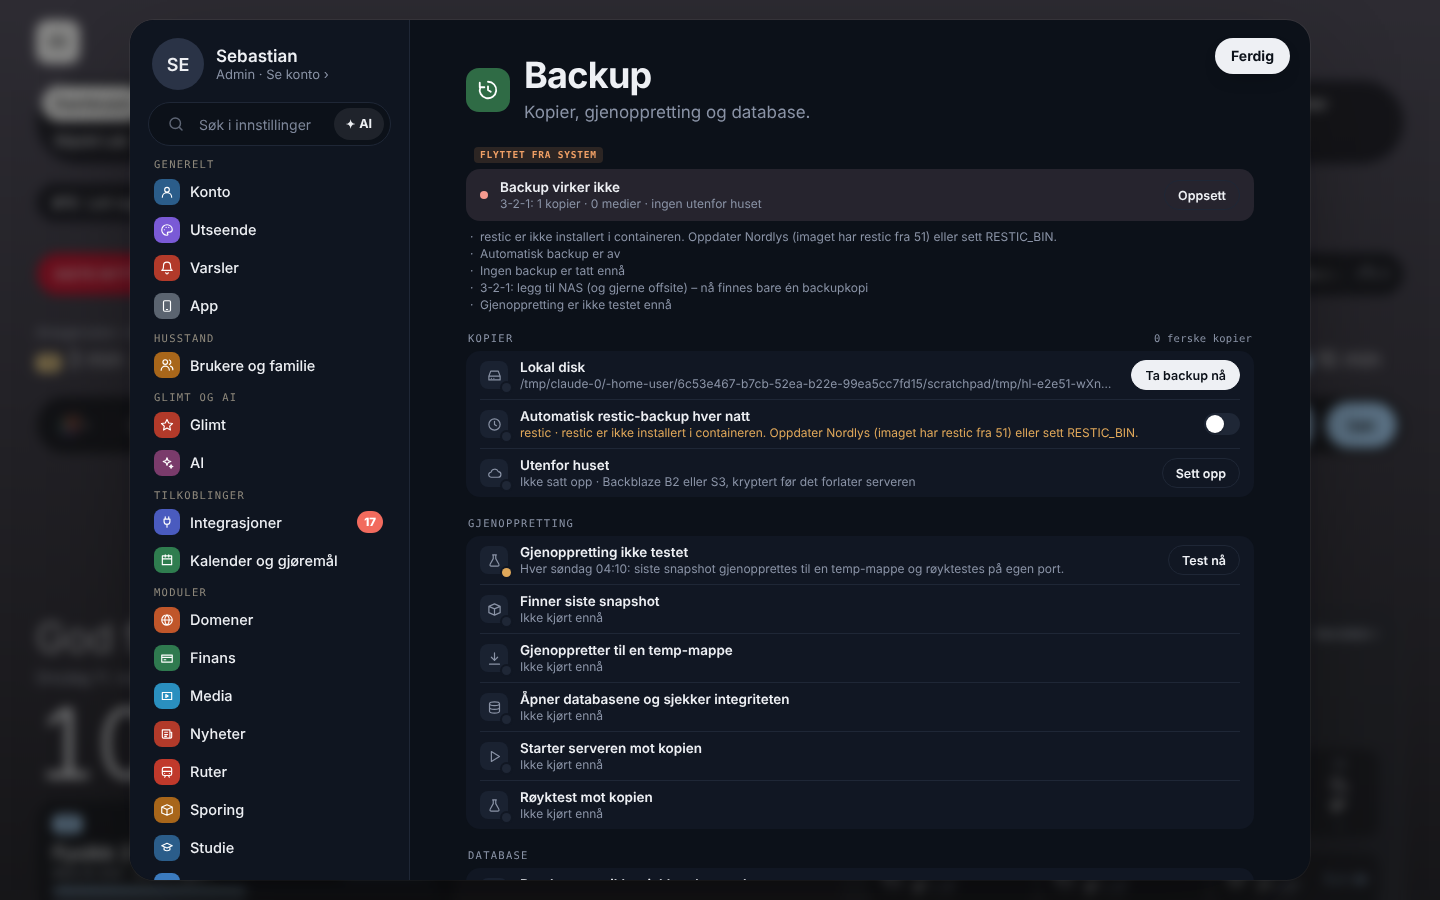 SE
Sebastian
Admin · Se konto ›
Søk i innstillinger
✦ AI
GENERELT
Konto
Utseende
Varsler
App
HUSSTAND
Brukere og familie
GLIMT OG AI
Glimt
AI
TILKOBLINGER
Integrasjoner
17
Kalender og gjøremål
MODULER
Domener
Finans
Media
Nyheter
Ruter
Sporing
Studie
Ferdig
Backup
Kopier, gjenoppretting og database.
FLYTTET FRA SYSTEM
Backup virker ikke
3-2-1: 1 kopier · 0 medier · ingen utenfor huset
Oppsett
· restic er ikke installert i containeren. Oppdater Nordlys (imaget har restic fra 51) eller sett RESTIC_BIN.
· Automatisk backup er av
· Ingen backup er tatt ennå
· 3-2-1: legg til NAS (og gjerne offsite) – nå finnes bare én backupkopi
· Gjenoppretting er ikke testet ennå
KOPIER
0 ferske kopier
Lokal disk
/tmp/claude-0/-home-user/6c53e467-b7cb-52ea-b22e-99ea5cc7fd15/scratchpad/tmp/hl-e2e51-wXn...
Ta backup nå
Automatisk restic-backup hver natt
restic · restic er ikke installert i containeren. Oppdater Nordlys (imaget har restic fra 51) eller sett RESTIC_BIN.
Utenfor huset
Ikke satt opp · Backblaze B2 eller S3, kryptert før det forlater serveren
Sett opp
GJENOPPRETTING
Gjenoppretting ikke testet
Hver søndag 04:10: siste snapshot gjenopprettes til en temp-mappe og røyktestes på egen port.
Test nå
Finner siste snapshot
Ikke kjørt ennå
Gjenoppretter til en temp-mappe
Ikke kjørt ennå
Åpner databasene og sjekker integriteten
Ikke kjørt ennå
Starter serveren mot kopien
Ikke kjørt ennå
Røyktest mot kopien
Ikke kjørt ennå
DATABASE
God
10